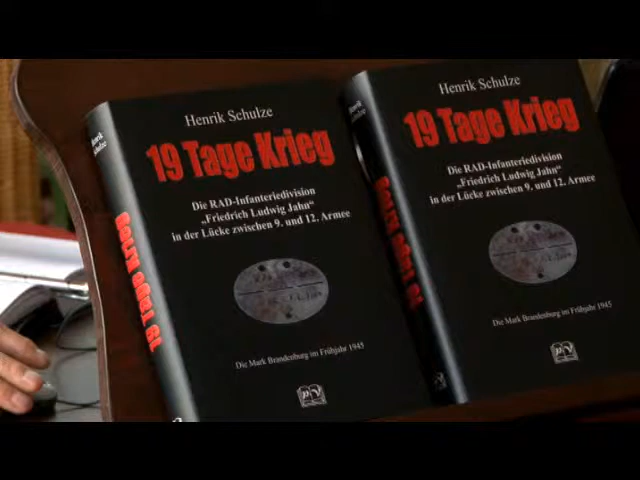 Henrik Schulze
19 Tage Krieg
Die RAD-Infanteriedivision
„Friedrich Ludwig Jahn“
in der Lücke zwischen 9. und 12. Armee
Die Mark Brandenburg im Frühjahr 1945
19 Tage Krieg
Henrik Schulze
19 Tage Krieg
Die RAD-Infanteriedivision
„Friedrich Ludwig Jahn“
in der Lücke zwischen 9. und 12. Armee
Die Mark Brandenburg im Frühjahr 1945
19 Tage Krieg